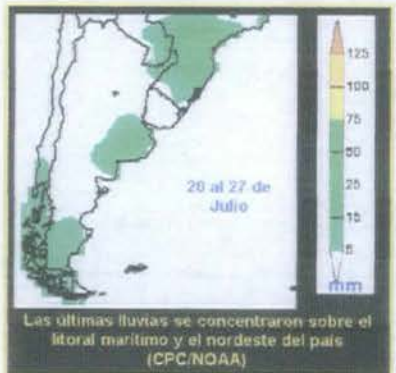 125
100
75
50
25
15
5
mm
20 al 27 de
Julio
Las últimas lluvias se concentraron sobre el
litoral marítimo y el nordeste del país
(CPC/NOAA)